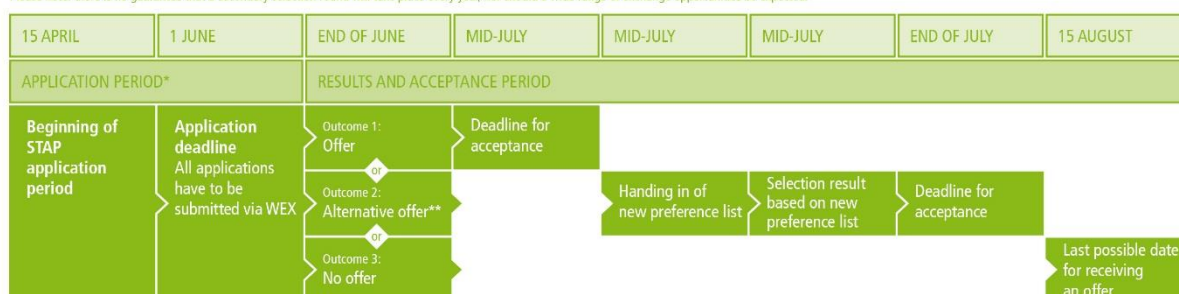 15 APRIL
1 JUNE
END OF JUNE
MID-JULY
MID-JULY
MID-JULY
END OF JULY
15 AUGUST
APPLICATION PERIOD*
RESULTS AND ACCEPTANCE PERIOD
Beginning of
STAP
application
period
Application
deadline
All applications
have to be
submitted via WEX
Outcome 1:
Offer
or
Outcome 2:
Alternative offer**
or
Outcome 3:
No offer
Deadline for
acceptance
Handing in of
new preference list
Selection result
based on new
preference list
Deadline for
acceptance
Last possible date
for receiving
an offer